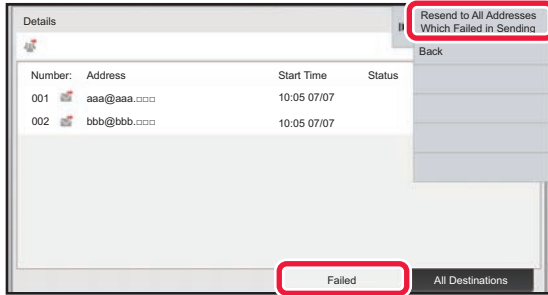 Details
Resend to All Addresses
Which Failed in Sending
Back
Number: Address Start Time Status
001 aaa@aaa.□□□ 10:05 07/07
002 bbb@bbb.□□□ 10:05 07/07
Failed All Destinations